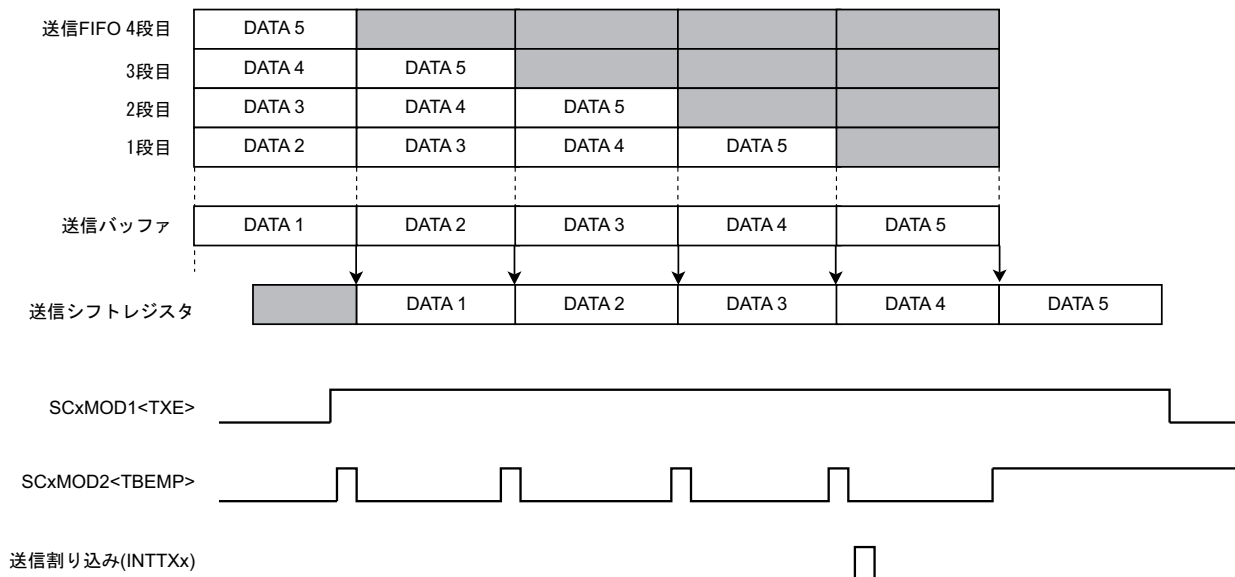 送信FIFO 4段目 DATA 5
3段目 DATA 4 DATA 5
2段目 DATA 3 DATA 4 DATA 5
1段目 DATA 2 DATA 3 DATA 4 DATA 5
送信バッファ DATA 1 DATA 2 DATA 3 DATA 4 DATA 5
送信シフトレジスタ DATA 1 DATA 2 DATA 3 DATA 4 DATA 5
SCxMOD1<TXE>
SCxMOD2<TBEMP>
送信割り込み(INTTXx)